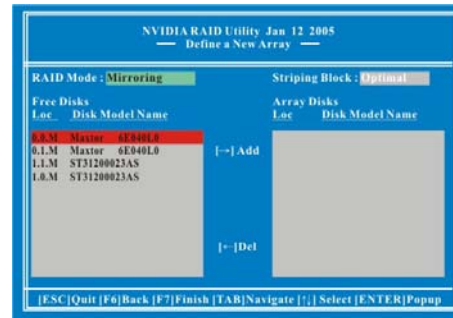 NVIDIA RAID Utility Jan 12 2005
— Define a New Array —
RAID Mode : Mirroring Striping Block : Optimal
Free Disks Array Disks
Loc Disk Model Name Loc Disk Model Name
0.0.M Maxtor 6E040L0
0.1.M Maxtor 6E040L0 [→] Add
1.1.M ST31200023AS
1.0.M ST31200023AS
[←]Del
[ESC]Quit [F6]Back [F7]Finish [TAB]Navigate [↑↓] Select [ENTER]Popup